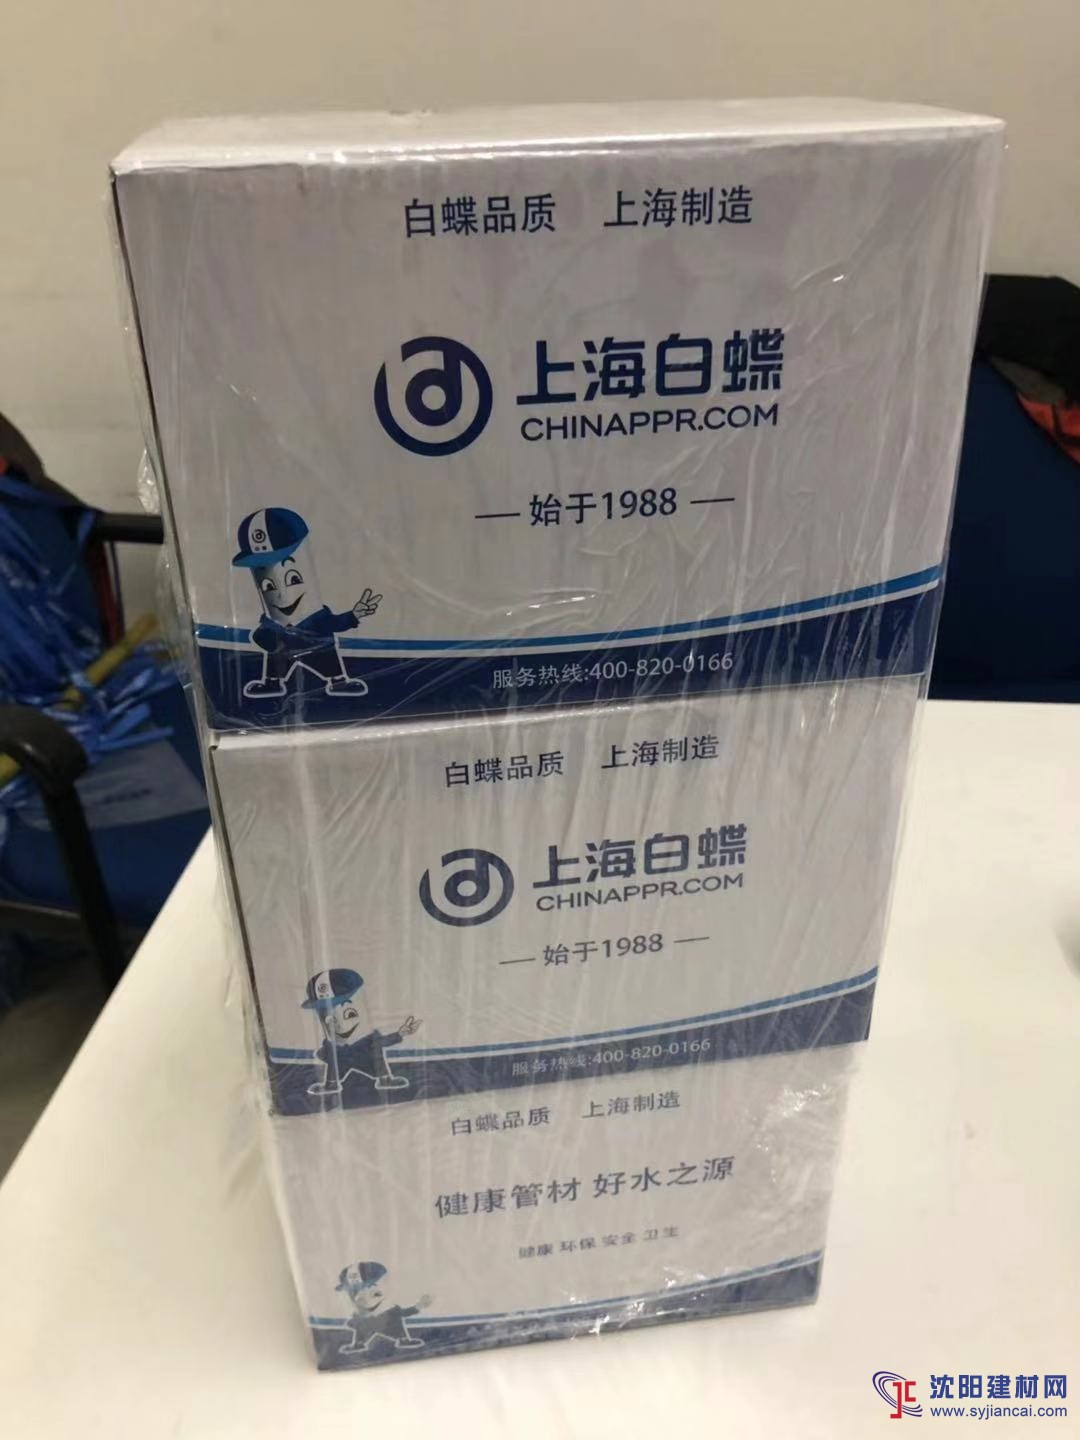 白蝶品质 上海制造
上海白蝶
CHINAPPR.COM
始于1988
服务热线:400-820-0166
白蝶品质 上海制造
上海白蝶
CHINAPPR.COM
始于1988
服务热线:400-820-0166
白蝶品质 上海制造
健康管材 好水之源
健康 环保 安全 卫生
沈阳建材网
www.syjiancai.com